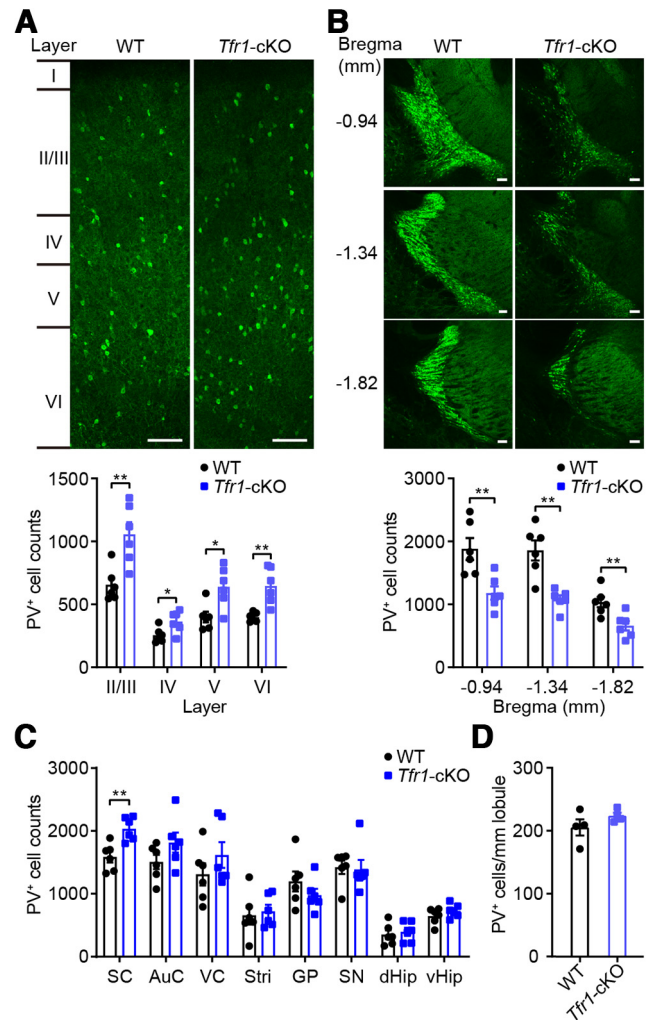 A
Layer WT Tfr1-cKO
I
II/III
IV
V
VI
1500
1000
500
0
PV⁺ cell counts
WT
Tfr1-cKO
** * * **
II/III IV V VI
Layer
B
Bregma (mm) WT Tfr1-cKO
-0.94
-1.34
-1.82
3000
2000
1000
0
PV⁺ cell counts
WT
Tfr1-cKO
** ** **
-0.94 -1.34 -1.82
Bregma (mm)
C
3000
2000
1000
0
PV⁺ cell counts
WT
Tfr1-cKO
**
SC AuC VC Stri GP SN dHip vHip
D
300
200
100
0
PV⁺ cells/mm lobule
WT
Tfr1-cKO